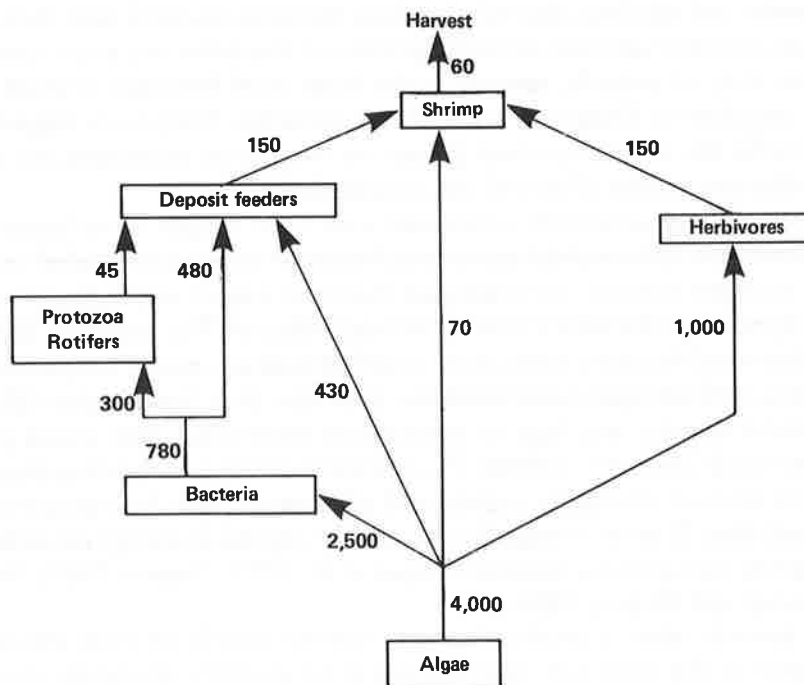 Harvest
60
Shrimp
150
150
Deposit feeders
Herbivores
45
480
Protozoa
Rotifers
70
1,000
300
430
780
Bacteria
2,500
4,000
Algae